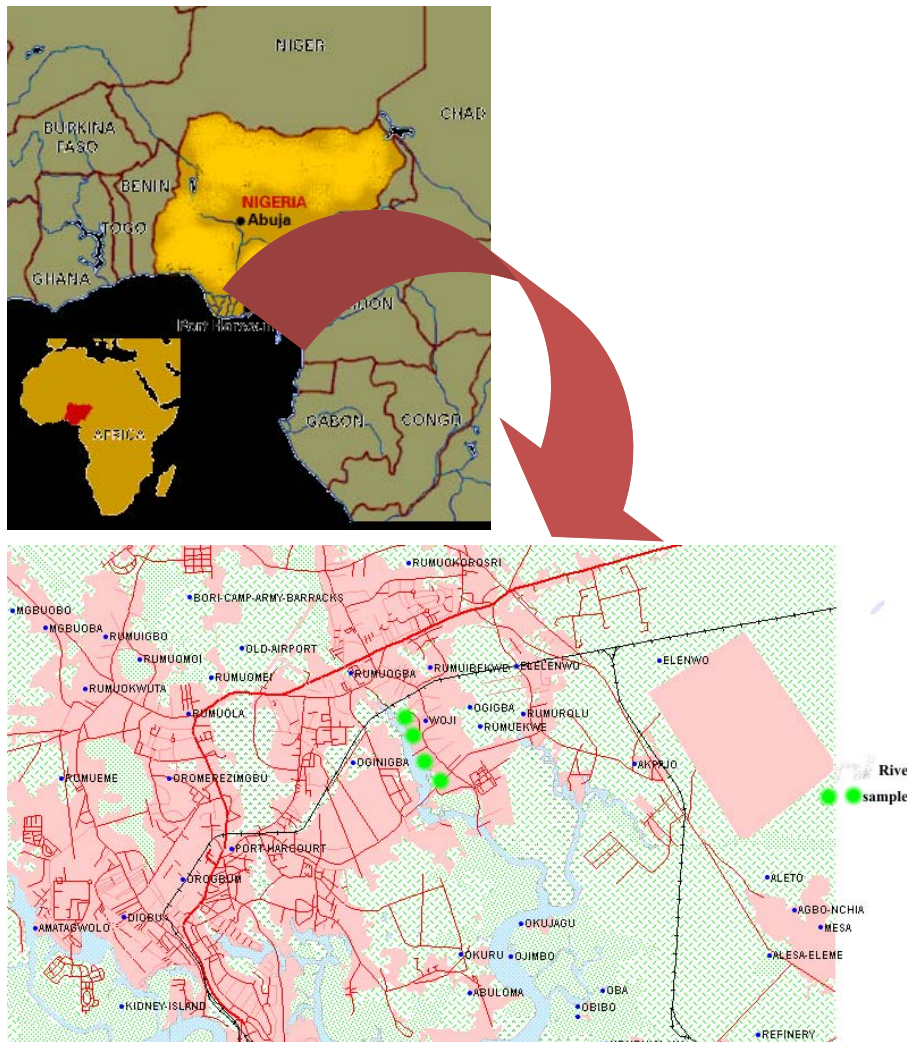 NIGER
CHAD
BURKINA
FASO
BENIN
NIGERIA
Abuja
TOGO
GHANA
Port Harcourt
GABON
CONGO
AFRICA
RUMUOKOROSRI
BORI-CAMP-ARMY-BARRACKS
MGBUOBO
MGBUOBA
RUMUIGBO
OLD-AIRPORT
RUMUOMOI
RUMUIBEKWE
ELELENWO
ELENWO
RUMUOMEI
RUMUOGBA
RUMUOKWUTA
RUMUOLA
WOJI
OGIGBA
RUMUROLU
RUMUEKWE
OGINIGBA
AKPAJO
RUMUEME
OROMEREZIMGBU
Rive
sample
PORT-HARCOURT
OROGBUM
ALETO
DIOBU
AGBO-NCHIA
AMATAGWOLO
OKUJAGU
MESA
OKURU
OJIMBO
ALESA-ELEME
ABULOMA
OBA
KIDNEY-ISLAND
OBIBO
REFINERY